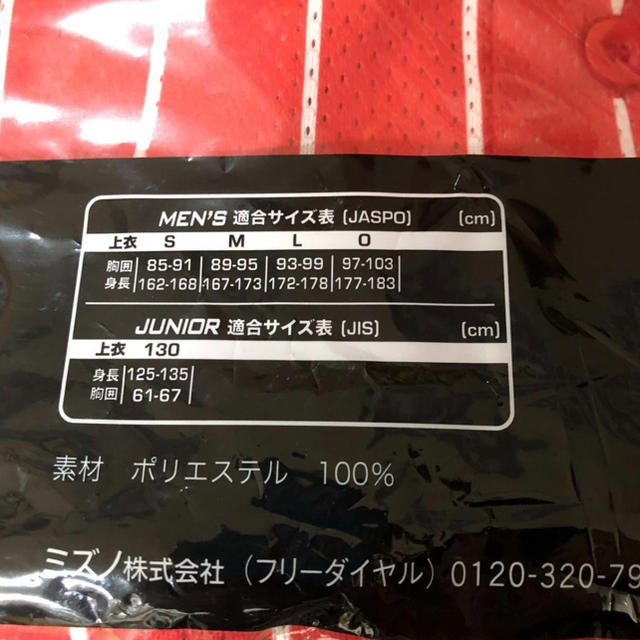 MEN'S 適合サイズ表 [JASPO] [cm]
上衣 S M L O
胸囲 85-91 89-95 93-99 97-103
身長 162-168 167-173 172-178 177-183
JUNIOR 適合サイズ表 [JIS] [cm]
上衣 130
身長 125-135
胸囲 61-67
素材 ポリエステル 100%
ミズノ株式会社 (フリーダイヤル) 0120-320-79